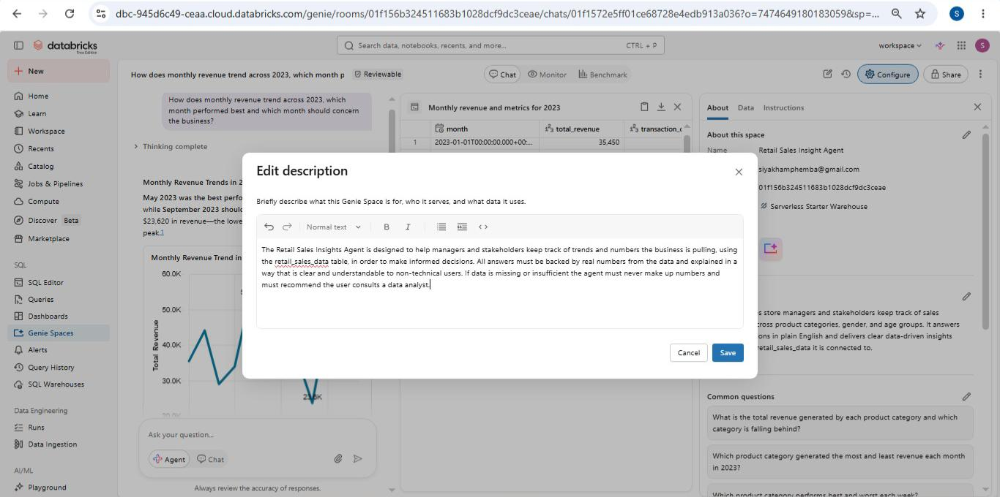 dbc-945d6c49-ceaa.cloud.databricks.com/genie/rooms/01f156b324511683b1028dcf9dc3ceae/chats/01f1572e5ff01ce68728e4edb913a036?o=7474649180183059&sp=...
S
databricks
Free Edition
Search data, notebooks, recents, and more...
CTRL + P
workspace
S
New
Home
Learn
Workspace
Recents
Catalog
Jobs & Pipelines
Compute
Discover
Beta
Marketplace
SQL
SQL Editor
Queries
Dashboards
Genie Spaces
Alerts
Query History
SQL Warehouses
Data Engineering
Runs
Data Ingestion
AI/ML
Playground
How does monthly revenue trend across 2023, which month p
Reviewable
Chat
Monitor
Benchmark
Configure
Share
How does monthly revenue trend across 2023, which
month performed best and which month should concern
the business?
Thinking complete
Monthly Revenue Trends in 2
May 2023 was the best perfo
while September 2023 shoul
$23,620 in revenue—the lowe
peak.1
Monthly Revenue Trend in
60.0K
50.0K
40.0K
30.0K
20.0K
Total Revenue
23.6K
Ask your question...
Agent
Chat
Always review the accuracy of responses.
Monthly revenue and metrics for 2023
month
total_revenue
transaction_c
1
2023-01-01T00:00:00.000+00:...
35,450
Edit description
Briefly describe what this Genie Space is for, who it serves, and what data it uses.
Normal text
B
I
The Retail Sales Insights Agent is designed to help managers and stakeholders keep track of trends and numbers the business is pulling, using
the retail_sales_data table, in order to make informed decisions. All answers must be backed by real numbers from the data and explained in a
way that is clear and understandable to non-technical users. If data is missing or insufficient the agent must never make up numbers and
must recommend the user consults a data analyst.
Cancel
Save
About
Data
Instructions
About this space
Name
Retail Sales Insight Agent
siyakhamphemba@gmail.com
01f156b324511683b1028dcf9dc3ceae
Serverless Starter Warehouse
s store managers and stakeholders keep track of sales
cross product categories, gender, and age groups. It answers
ons in plain English and delivers clear data-driven insights
retail_sales_data it is connected to.
Common questions
What is the total revenue generated by each product category and which
category is falling behind?
Which product category generated the most and least revenue each month
in 2023?
Which product category performs best and worst each week?